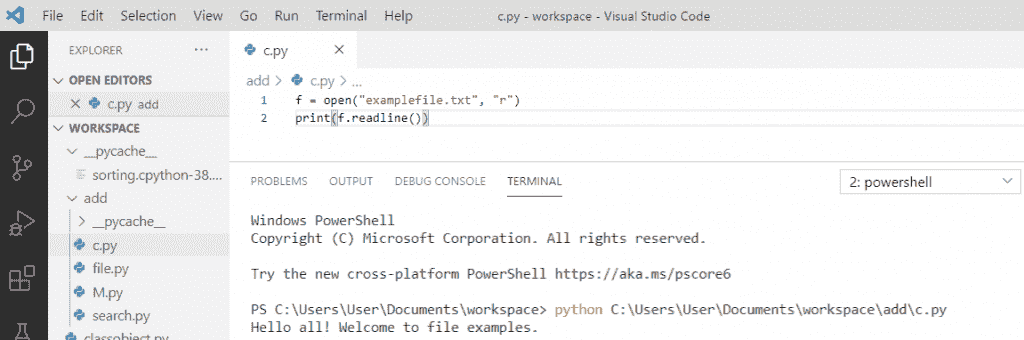 File Edit Selection View Go Run Terminal Help c.py - workspace - Visual Studio Code
EXPLORER ...
OPEN EDITORS
c.py add
WORKSPACE
__pycache__
sorting.cpython-38....
add
__pycache__
c.py
file.py
M.py
search.py
classobject.py
c.py
add > c.py > ...
1 f = open("examplefile.txt", "r")
2 print(f.readline())
PROBLEMS OUTPUT DEBUG CONSOLE TERMINAL 2: powershell
Windows PowerShell
Copyright (C) Microsoft Corporation. All rights reserved.
Try the new cross-platform PowerShell https://aka.ms/pscore6
PS C:\Users\User\Documents\workspace> python C:\Users\User\Documents\workspace\add\c.py
Hello all! Welcome to file examples.